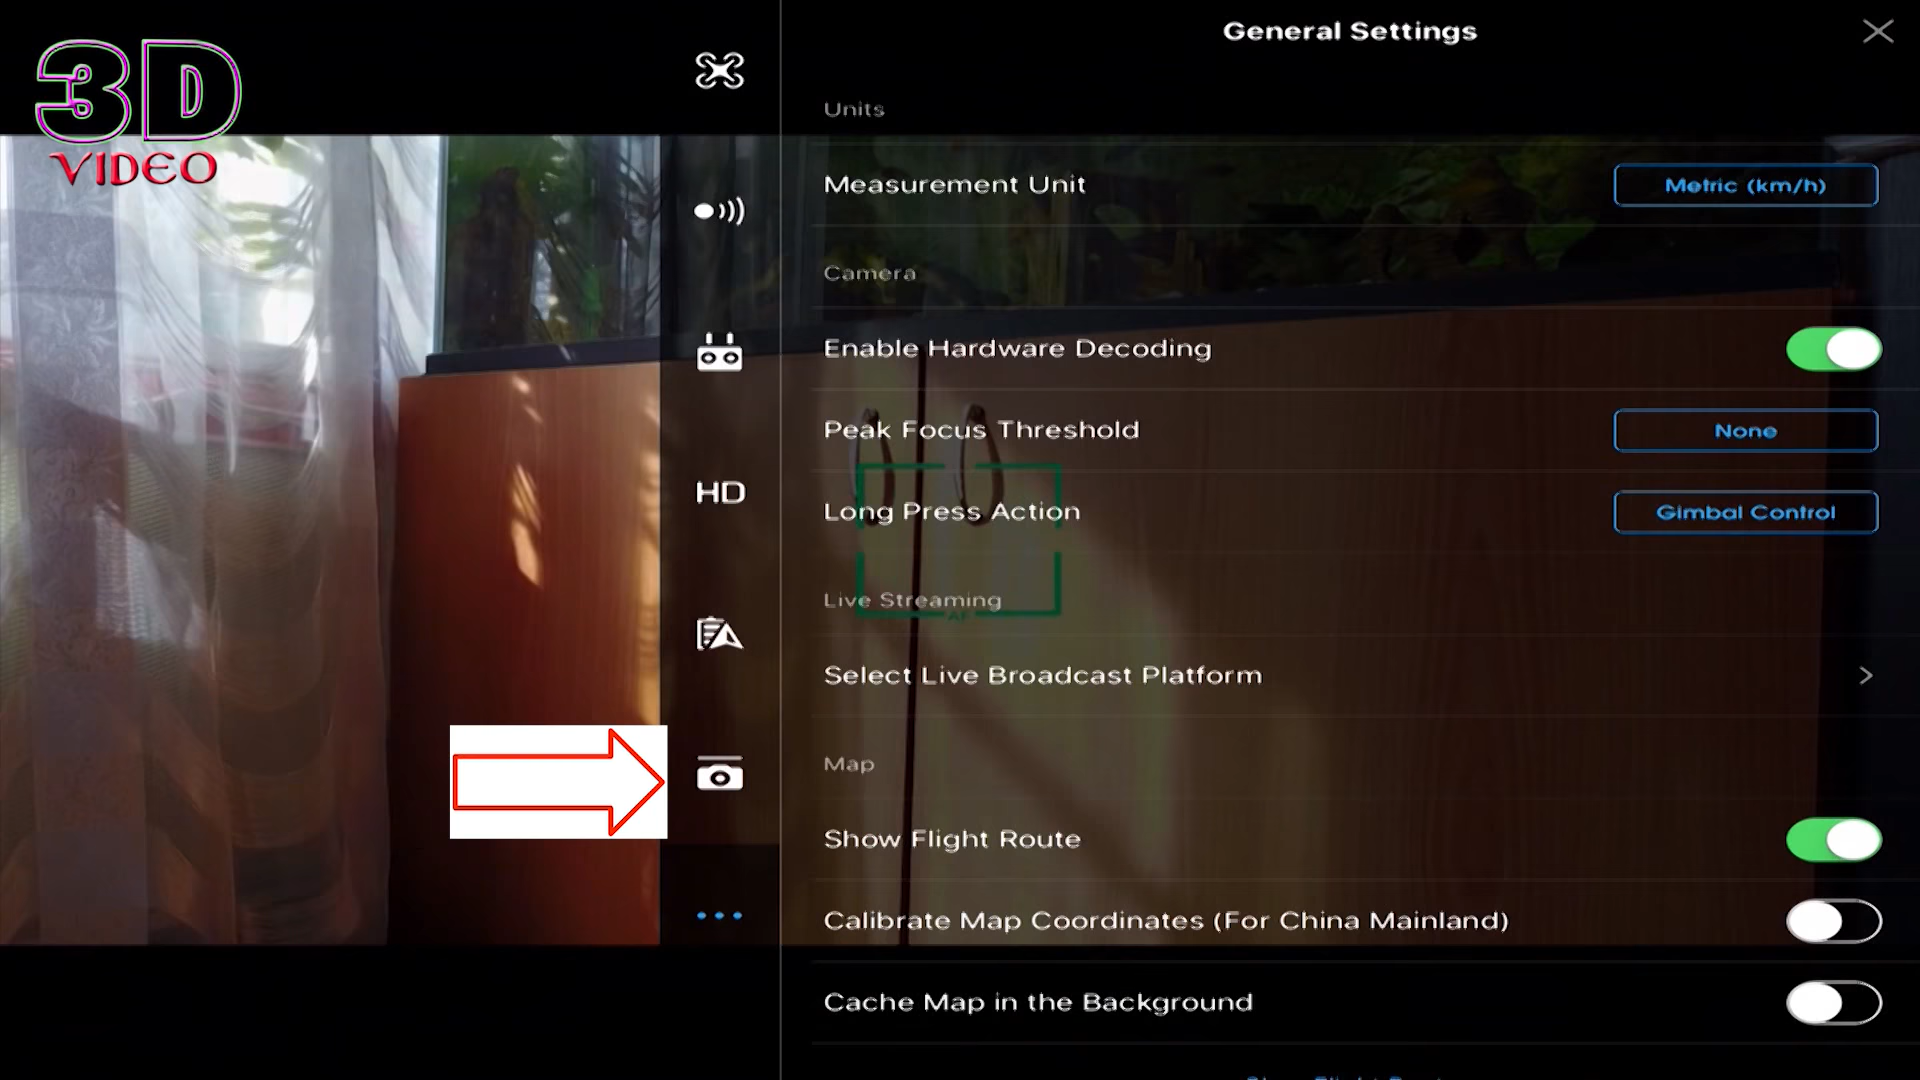 3D
VIDEO
General Settings
Units
Measurement Unit
Metric (km/h)
Camera
Enable Hardware Decoding
Peak Focus Threshold
None
Long Press Action
Gimbal Control
HD
Live Streaming
AF
Select Live Broadcast Platform
Map
Show Flight Route
Calibrate Map Coordinates (For China Mainland)
Cache Map in the Background